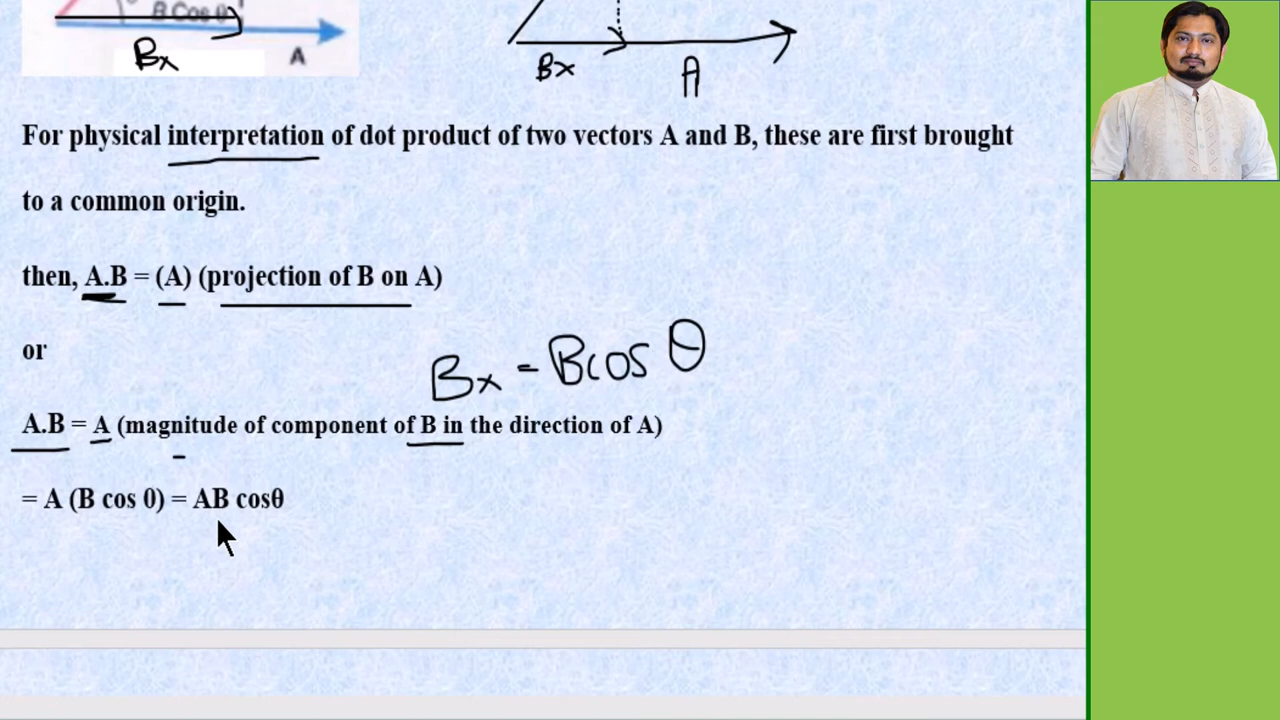 B Cos θ
Bx A
Bx A
For physical interpretation of dot product of two vectors A and B, these are first brought
to a common origin.
then, A.B = (A) (projection of B on A)
or
Bx = Bcos θ
A.B = A (magnitude of component of B in the direction of A)
= A (B cos θ) = AB cosθ